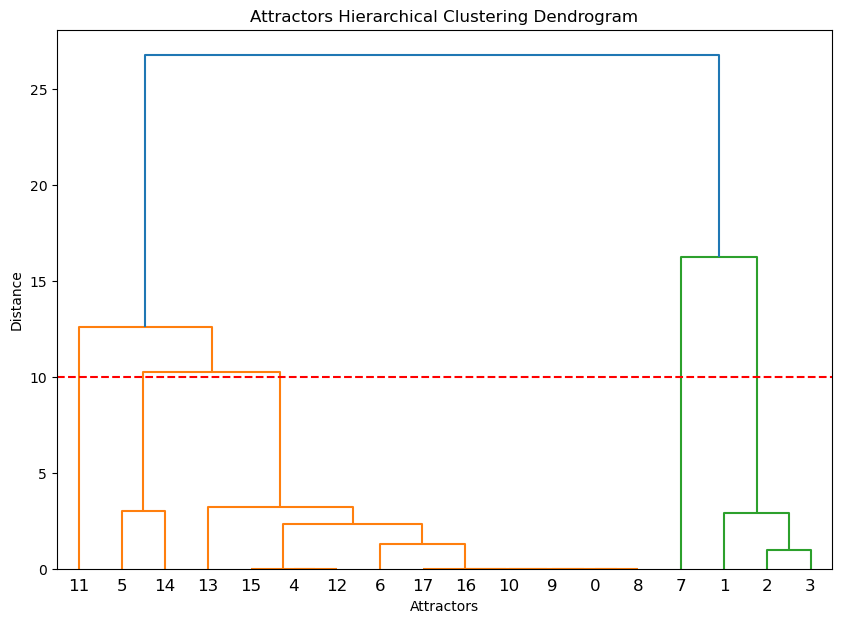 Attractors Hierarchical Clustering Dendrogram
Distance
25
20
15
10
5
0
11 5 14 13 15 4 12 6 17 16 10 9 0 8 7 1 2 3
Attractors